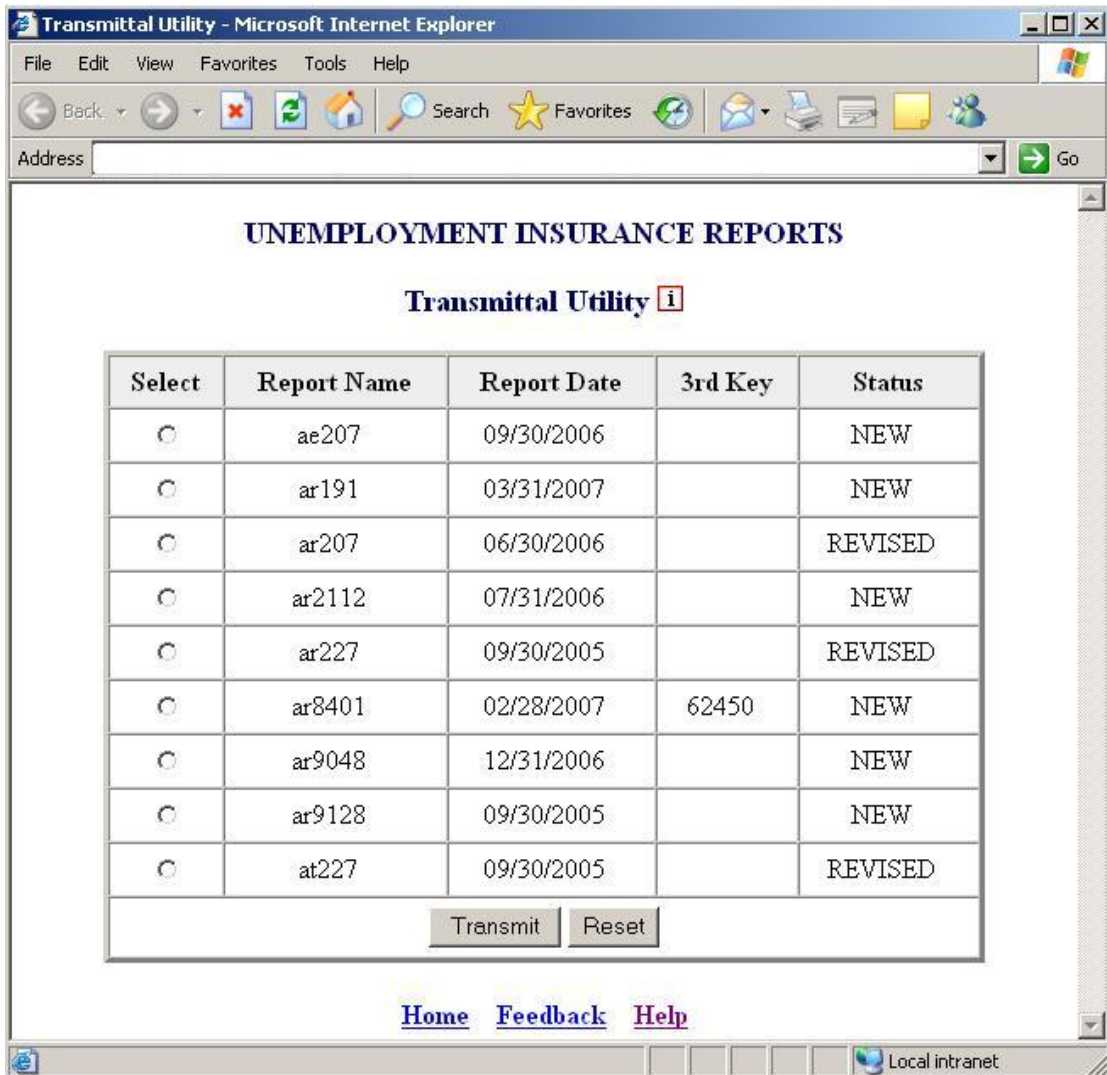 Transmittal Utility - Microsoft Internet Explorer
File Edit View Favorites Tools Help
Back Search Favorites
Address Go
UNEMPLOYMENT INSURANCE REPORTS
Transmittal Utility i
Select Report Name Report Date 3rd Key Status
ae207 09/30/2006 NEW
ar191 03/31/2007 NEW
ar207 06/30/2006 REVISED
ar2112 07/31/2006 NEW
ar227 09/30/2005 REVISED
ar8401 02/28/2007 62450 NEW
ar9048 12/31/2006 NEW
ar9128 09/30/2005 NEW
at227 09/30/2005 REVISED
Transmit Reset
Home Feedback Help
Local intranet